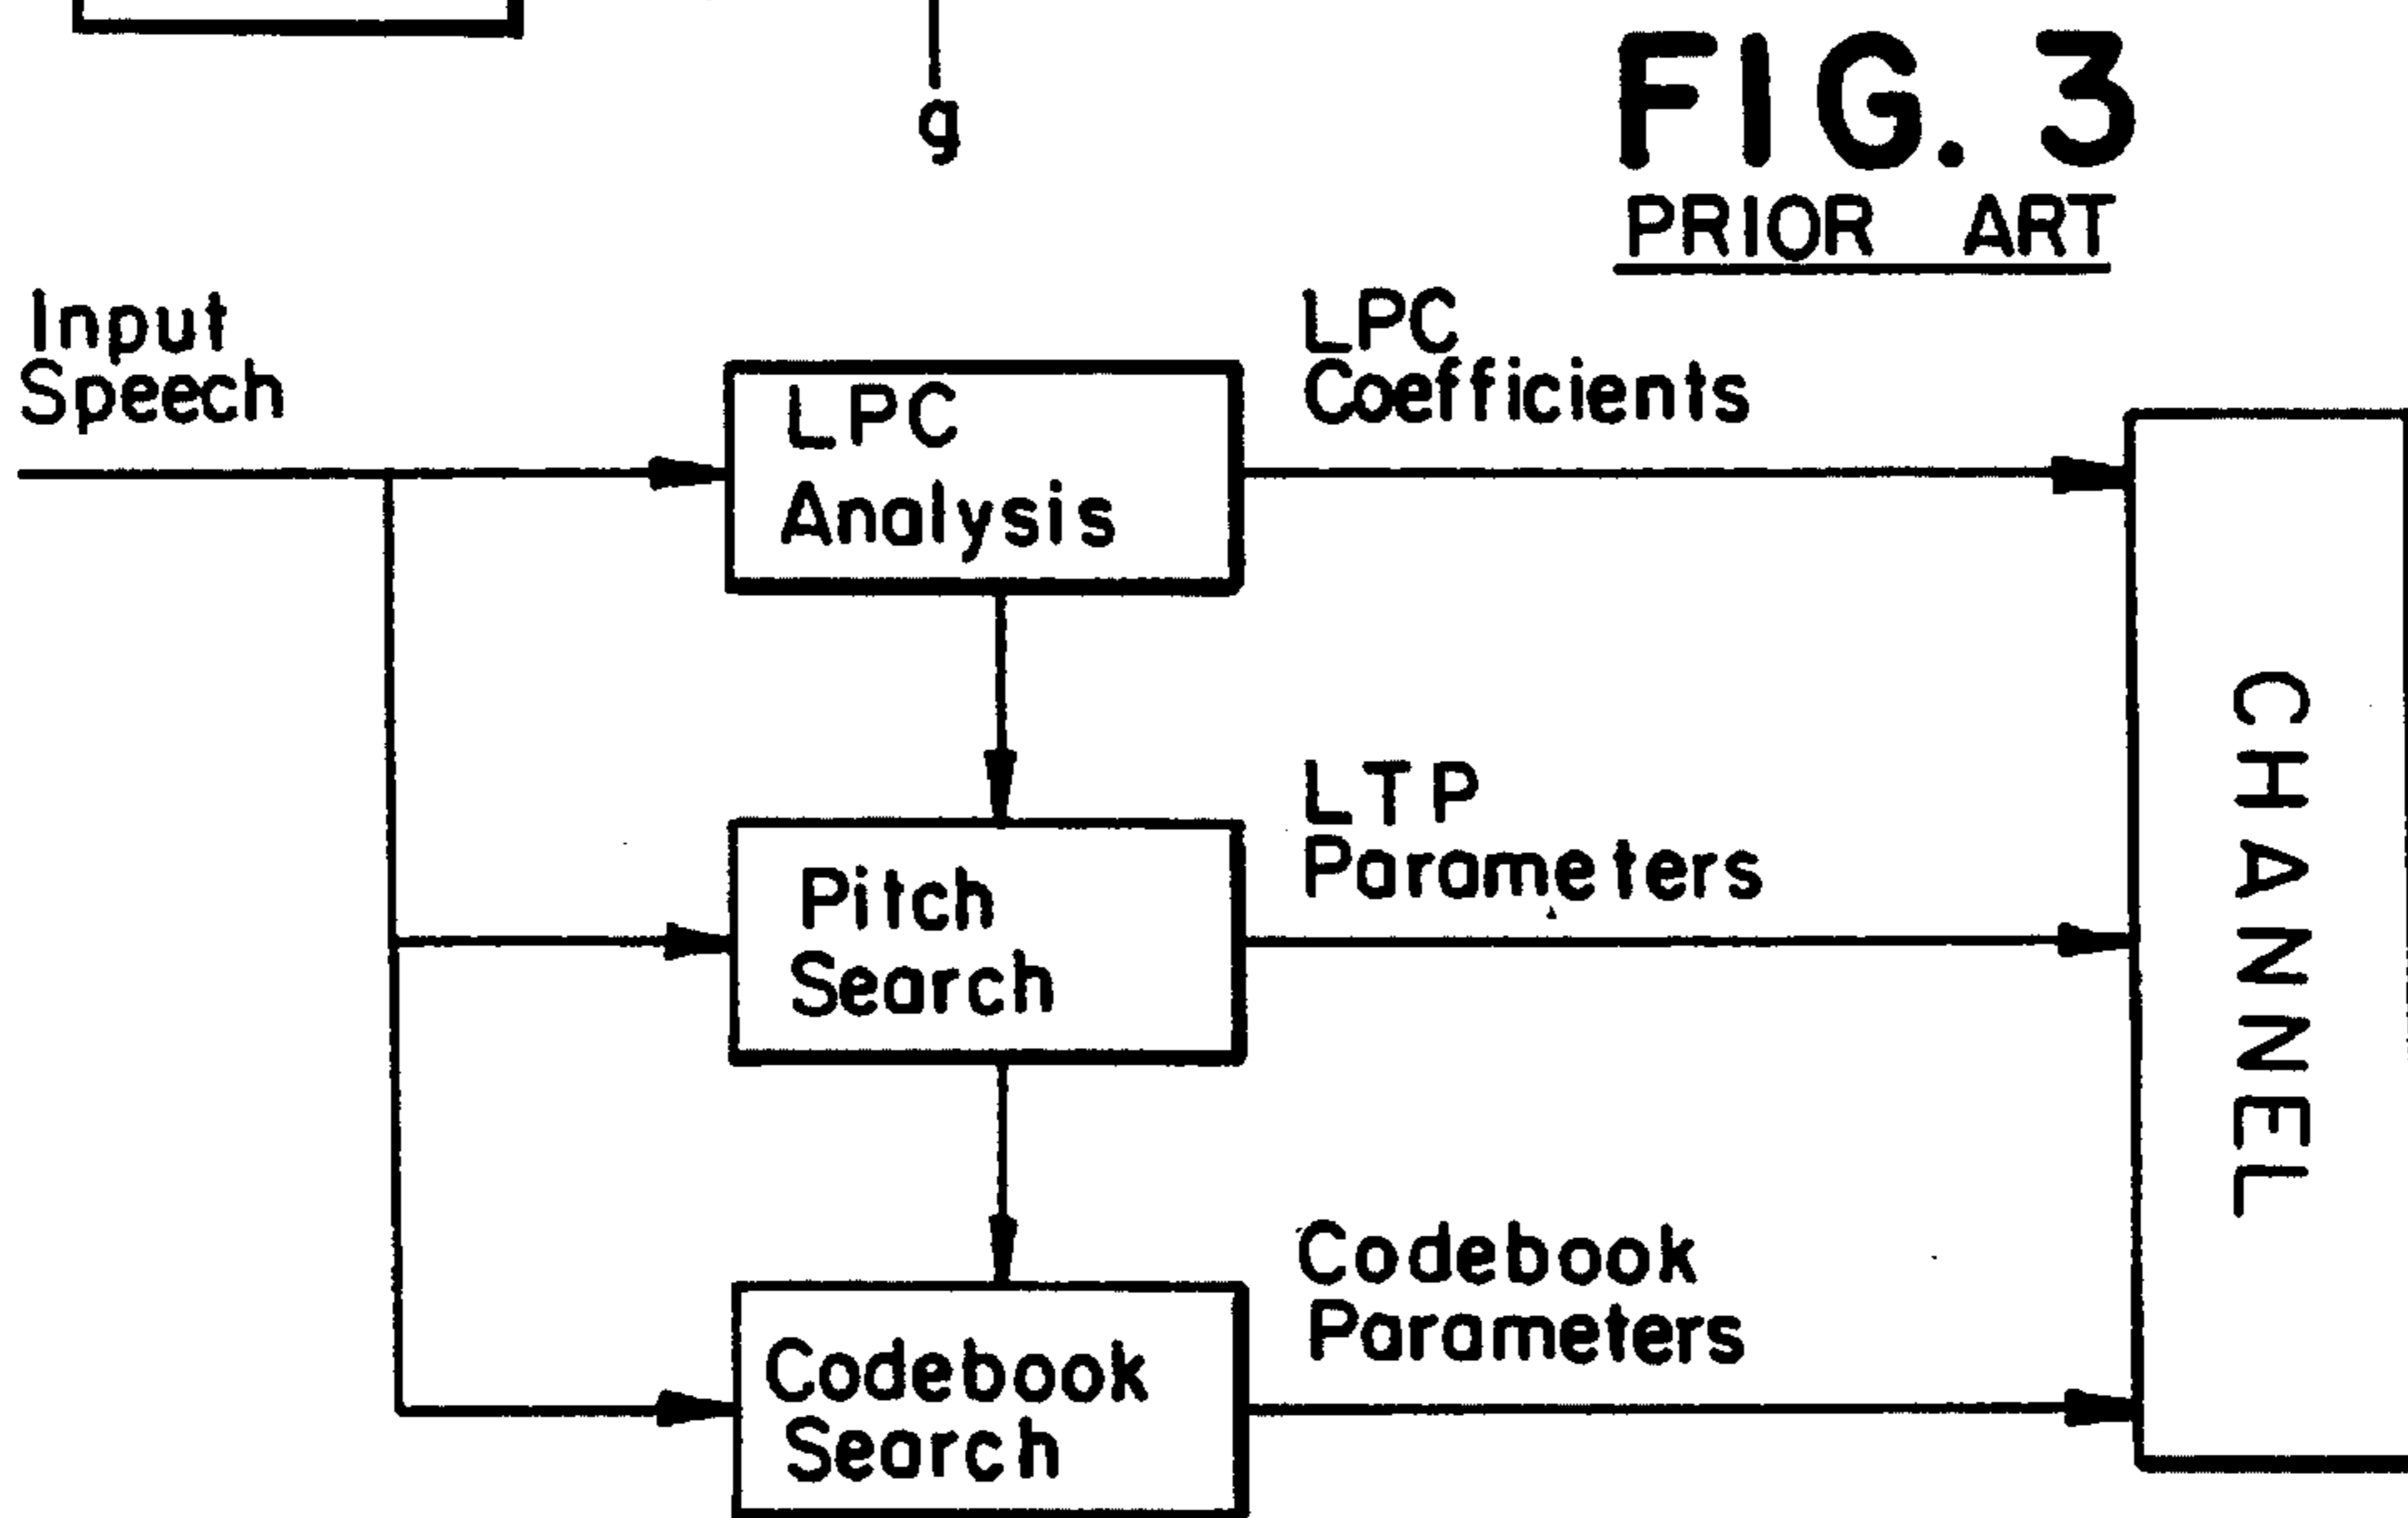 g
FIG. 3
PRIOR ART
Input
Speech
LPC
Analysis
LPC
Coefficients
Pitch
Search
LTP
Parameters
Codebook
Search
Codebook
Parameters
CHANNEL